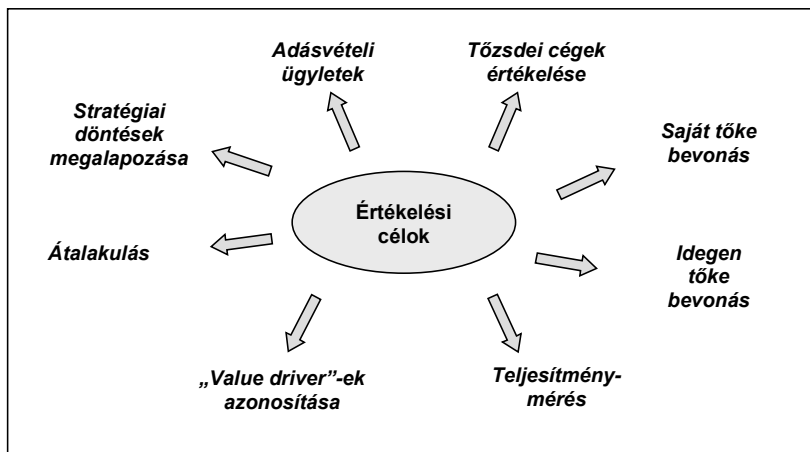 Adásvételi
ügyletek
Tőzsdei cégek
értékelése
Stratégiai
döntések
megalapozása
Saját tőke
bevonás
Értékelési
célok
Átalakulás
Idegen
tőke
bevonás
„Value driver”-ek
azonosítása
Teljesítmény-
mérés